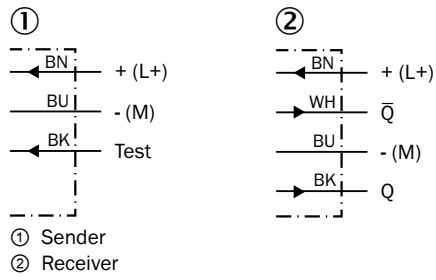 ① ②
BN + (L+) BN + (L+)
BU - (M) WH Q̅
BK Test BU - (M)
BK Q
① Sender
② Receiver